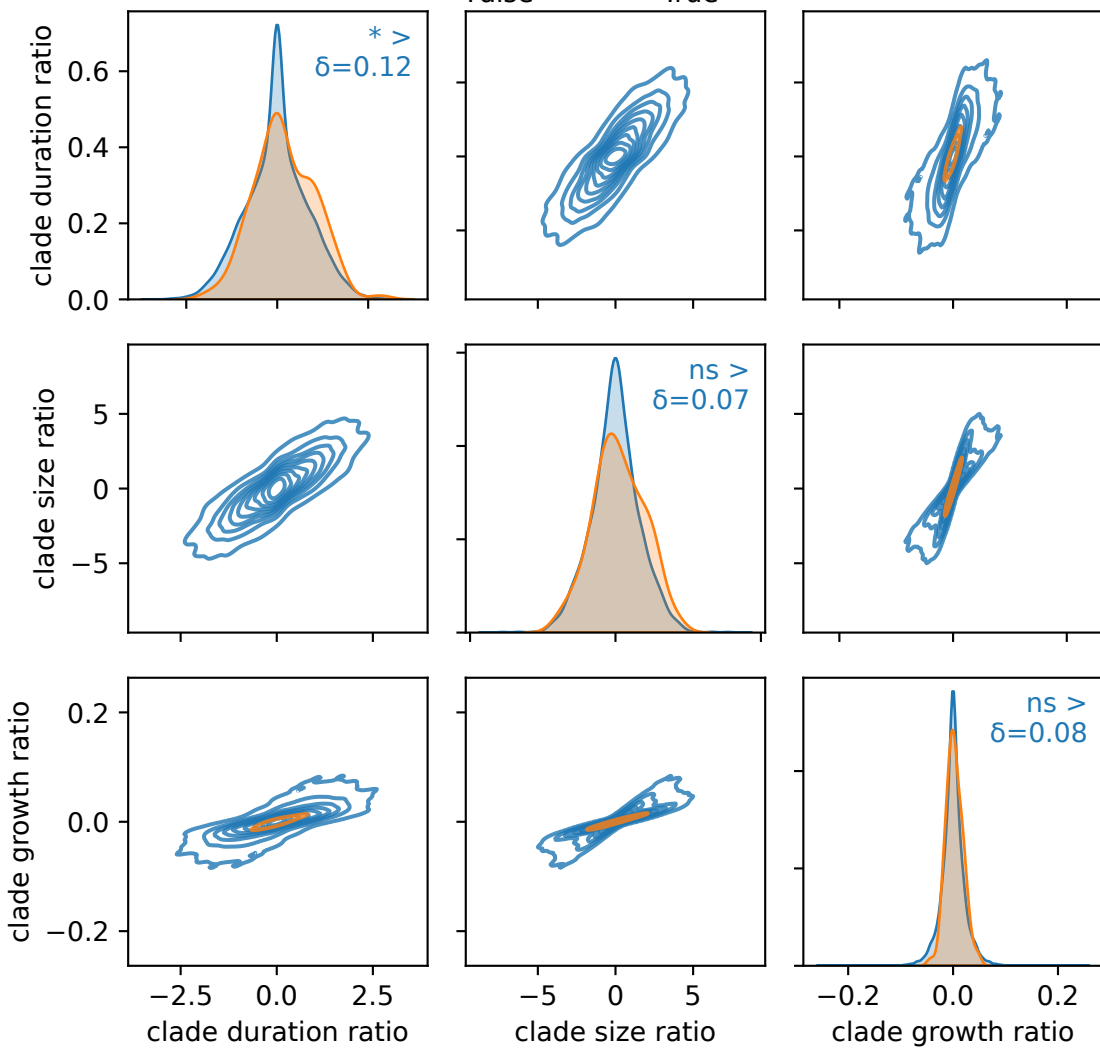 clade duration ratio
0.6
0.4
0.2
0.0
* >
δ=0.12
clade size ratio
5
0
−5
ns >
δ=0.07
clade growth ratio
0.2
0.0
−0.2
ns >
δ=0.08
−2.5 0.0 2.5
−5 0 5
−0.2 0.0 0.2
clade duration ratio
clade size ratio
clade growth ratio